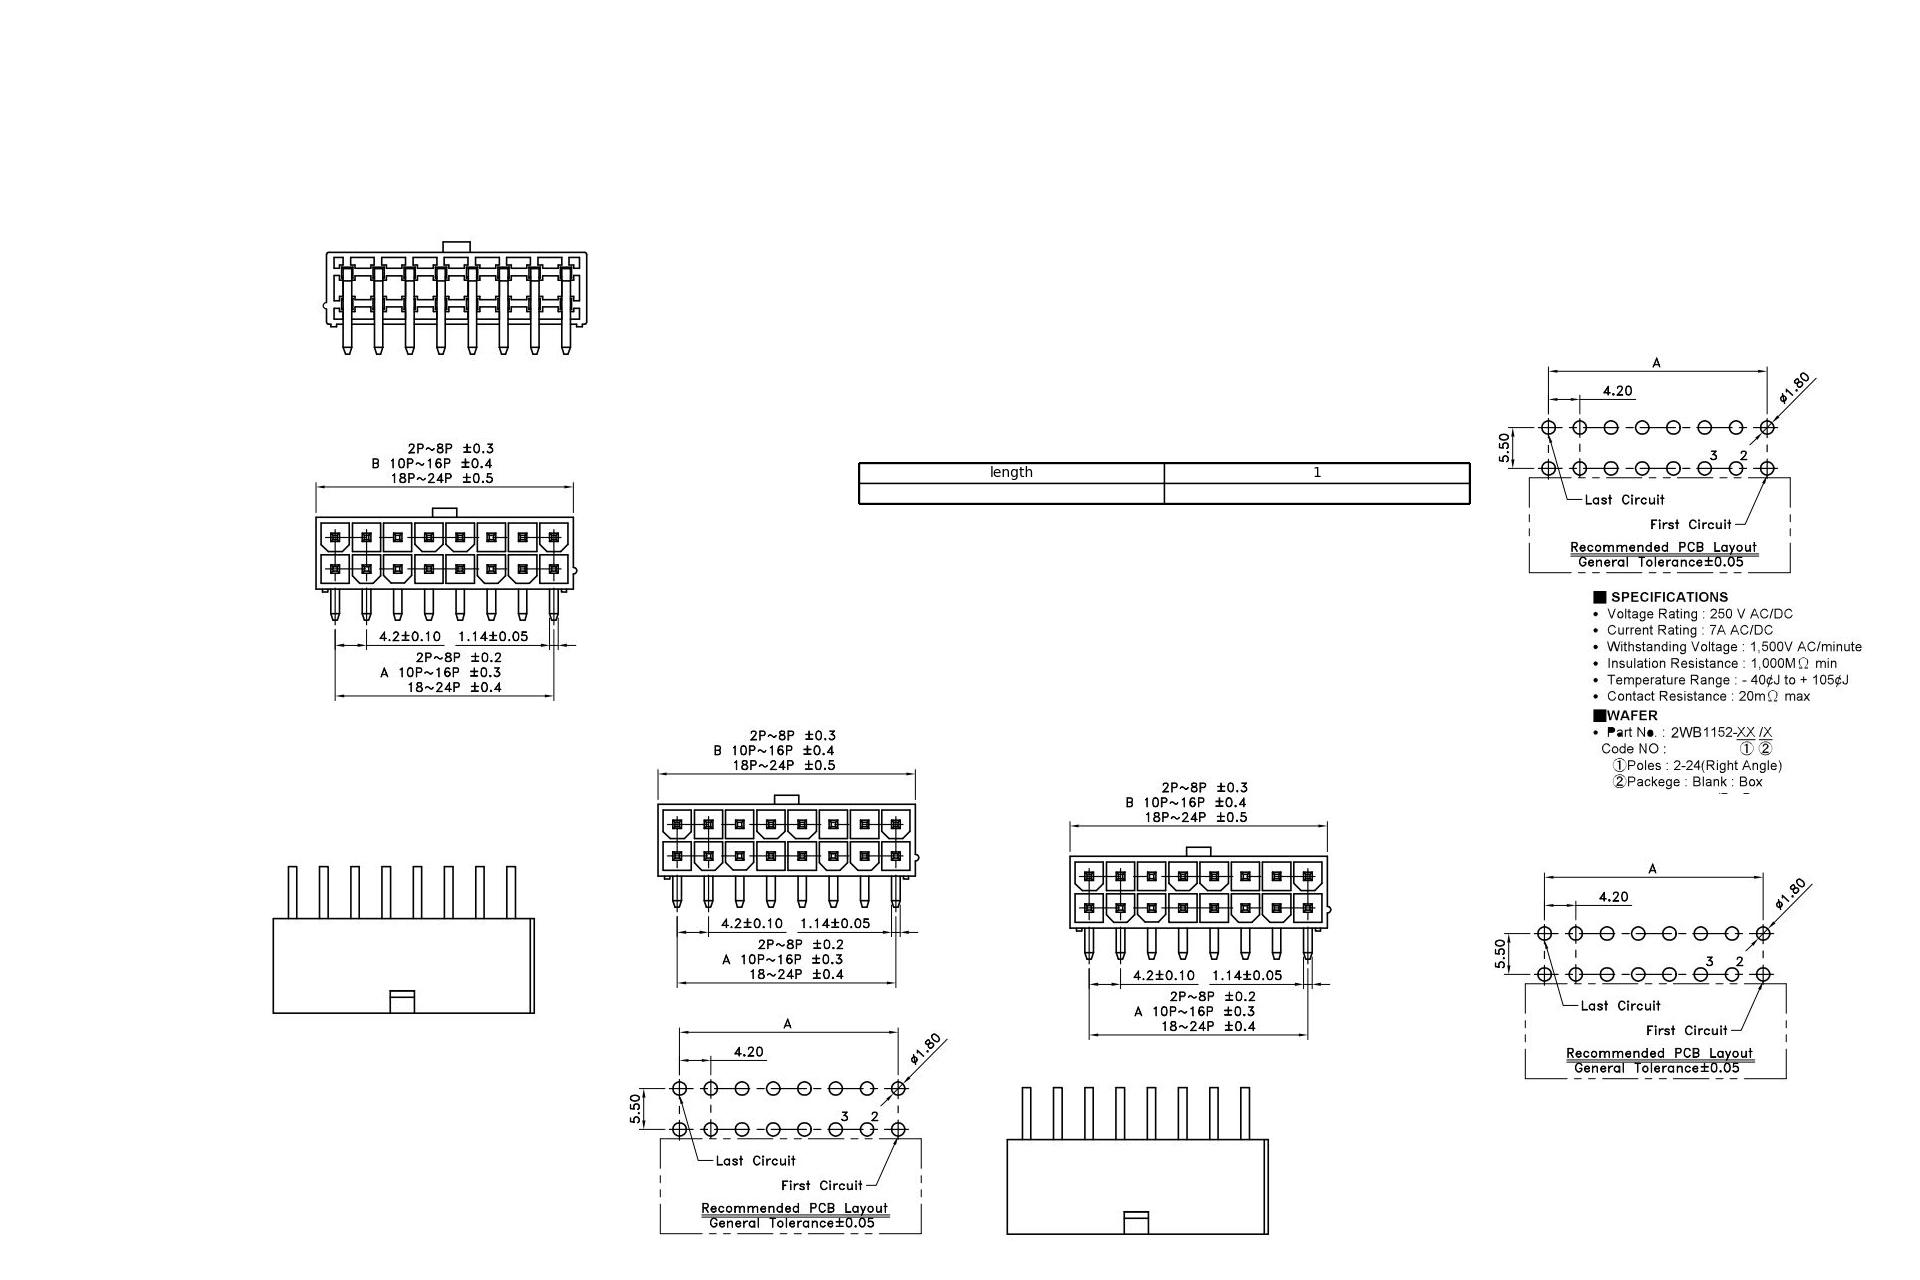 2P~8P ±0.3
B 10P~16P ±0.4
18P~24P ±0.5
4.2±0.10 1.14±0.05
2P~8P ±0.2
A 10P~16P ±0.3
18~24P ±0.4
length 1
A
4.20
ø1.80
5.50
3 2
Last Circuit
First Circuit
Recommended PCB Layout
General Tolerance±0.05
■ SPECIFICATIONS
• Voltage Rating : 250 V AC/DC
• Current Rating : 7A AC/DC
• Withstanding Voltage : 1,500V AC/minute
• Insulation Resistance : 1,000MΩ min
• Temperature Range : - 40¢J to + 105¢J
• Contact Resistance : 20mΩ max
■WAFER
• Part No. : 2WB1152-XX /X
Code NO : ① ②
①Poles : 2-24(Right Angle)
②Packege : Blank : Box
2P~8P ±0.3
B 10P~16P ±0.4
18P~24P ±0.5
4.2±0.10 1.14±0.05
2P~8P ±0.2
A 10P~16P ±0.3
18~24P ±0.4
2P~8P ±0.3
B 10P~16P ±0.4
18P~24P ±0.5
4.2±0.10 1.14±0.05
2P~8P ±0.2
A 10P~16P ±0.3
18~24P ±0.4
A
4.20
ø1.80
5.50
3 2
Last Circuit
First Circuit
Recommended PCB Layout
General Tolerance±0.05
A
4.20
ø1.80
5.50
3 2
Last Circuit
First Circuit
Recommended PCB Layout
General Tolerance±0.05